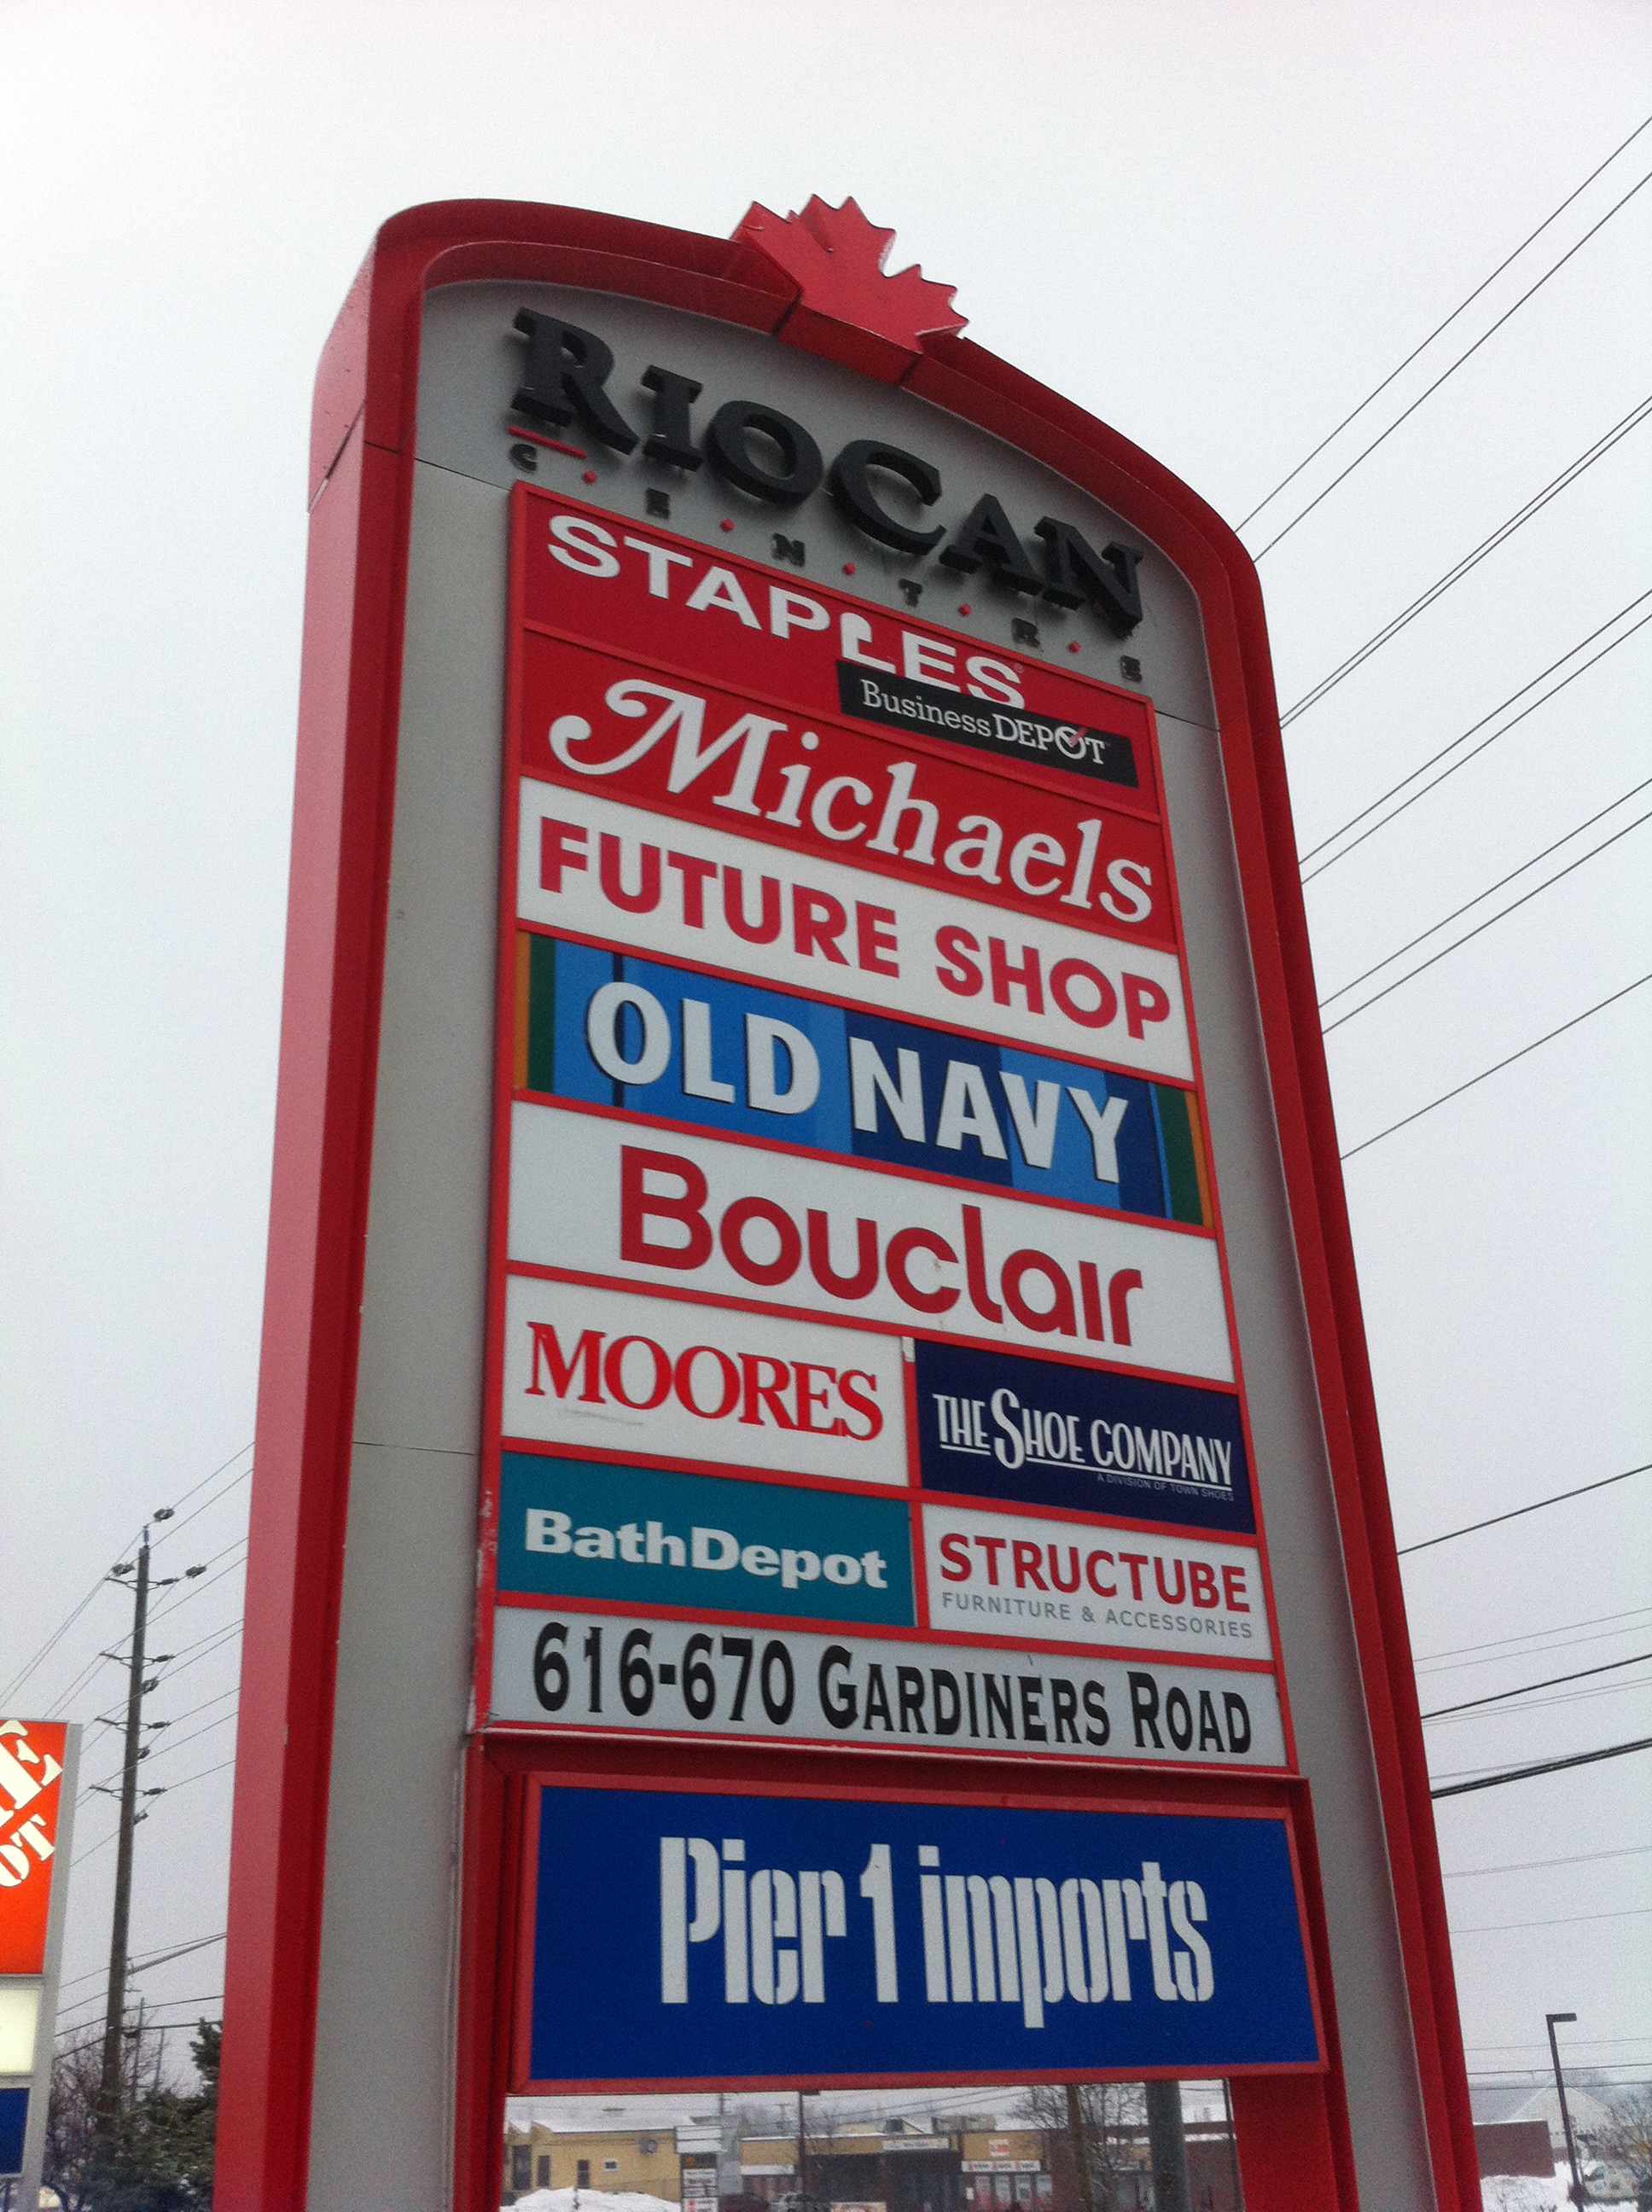 RIOCAN
C·E·N·T·R·E
STAPLES
Business DEPOT
Michaels
FUTURE SHOP
OLD NAVY
Bouclair
MOORES
THE SHOE COMPANY
A DIVISION OF TOWN SHOES
BathDepot
STRUCTUBE
FURNITURE & ACCESSORIES
616-670 GARDINERS ROAD
Pier 1 imports